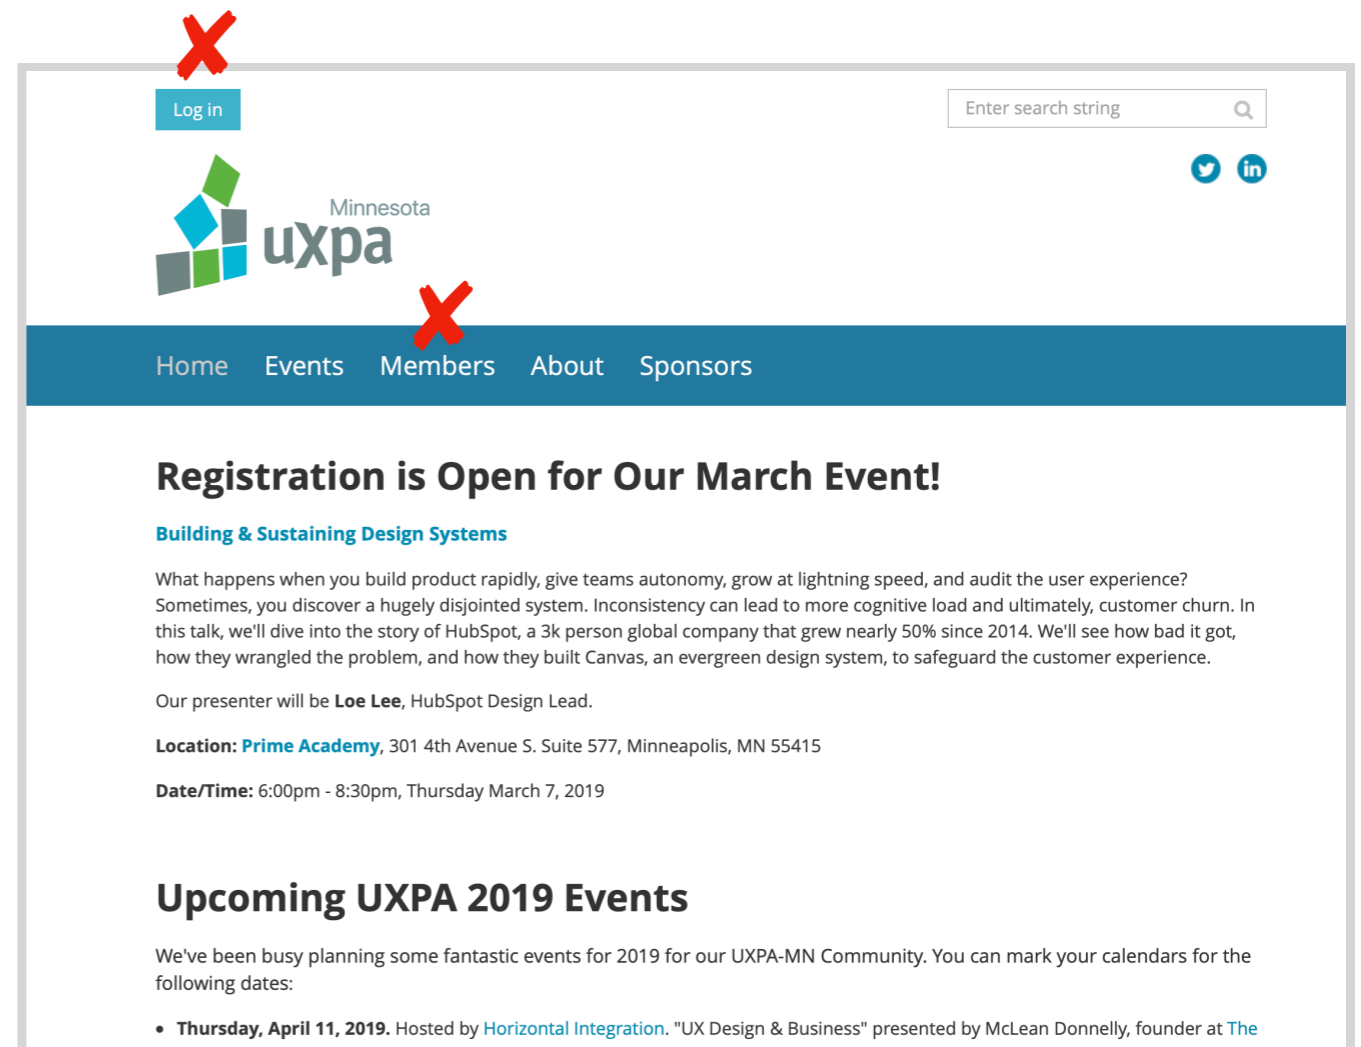 Log in
Enter search string
Minnesota
uxpa
Home Events Members About Sponsors
Registration is Open for Our March Event!
Building & Sustaining Design Systems
What happens when you build product rapidly, give teams autonomy, grow at lightning speed, and audit the user experience?
Sometimes, you discover a hugely disjointed system. Inconsistency can lead to more cognitive load and ultimately, customer churn. In
this talk, we'll dive into the story of HubSpot, a 3k person global company that grew nearly 50% since 2014. We'll see how bad it got,
how they wrangled the problem, and how they built Canvas, an evergreen design system, to safeguard the customer experience.
Our presenter will be Loe Lee, HubSpot Design Lead.
Location: Prime Academy, 301 4th Avenue S. Suite 577, Minneapolis, MN 55415
Date/Time: 6:00pm - 8:30pm, Thursday March 7, 2019
Upcoming UXPA 2019 Events
We've been busy planning some fantastic events for 2019 for our UXPA-MN Community. You can mark your calendars for the
following dates:
• Thursday, April 11, 2019. Hosted by Horizontal Integration. "UX Design & Business" presented by McLean Donnelly, founder at The